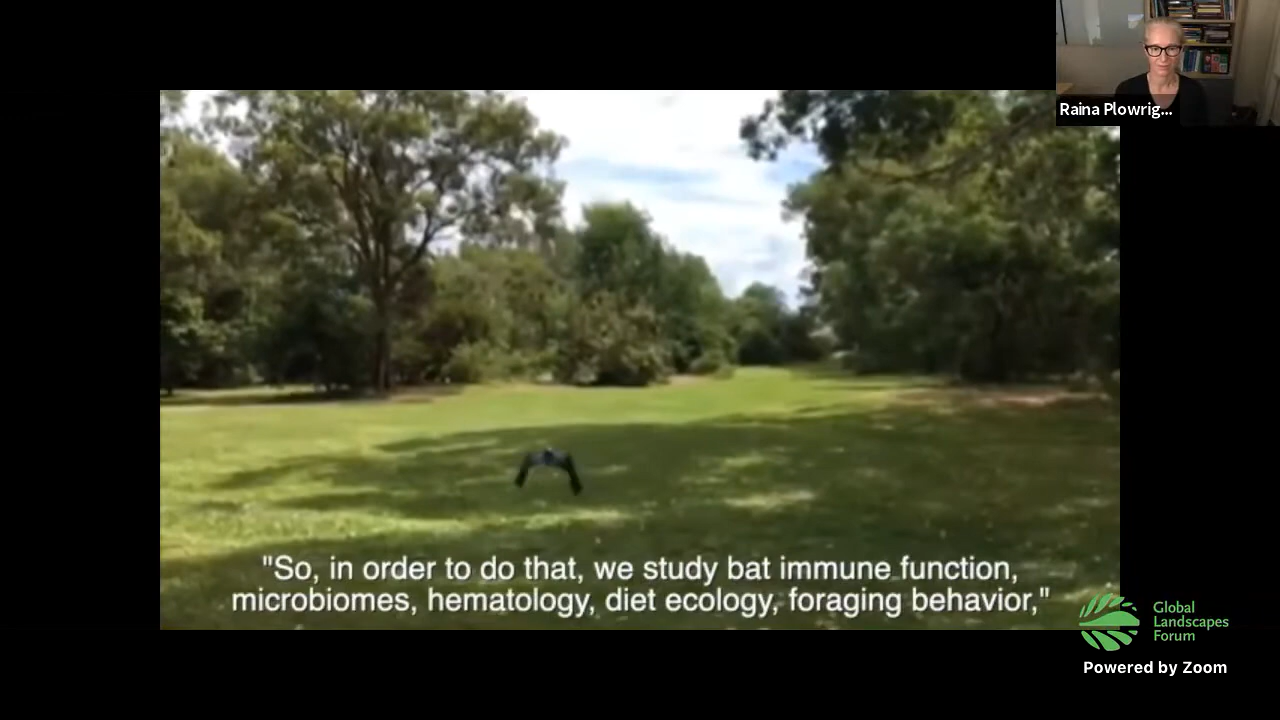 Raina Plowrig...
"So, in order to do that, we study bat immune function,
microbiomes, hematology, diet ecology, foraging behavior,"
Global
Landscapes
Forum
Powered by Zoom